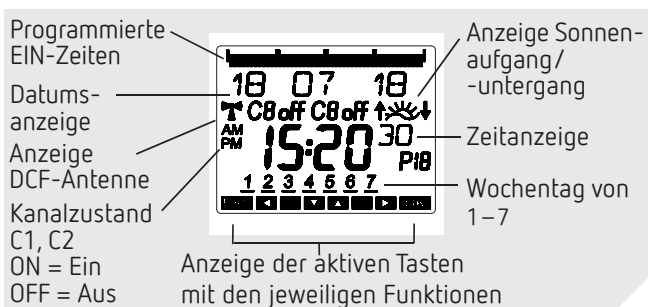 Programmierte
EIN-Zeiten
Datums-
anzeige
Anzeige
DCF-Antenne
Kanalzustand
C1, C2
ON = Ein
OFF = Aus
18 07 18
C8 off C8 off
AM
PM
15:20 30
P18
1 2 3 4 5 6 7
Anzeige Sonnen-
aufgang/
-untergang
Zeitanzeige
Wochentag von
1–7
Anzeige der aktiven Tasten
mit den jeweiligen Funktionen